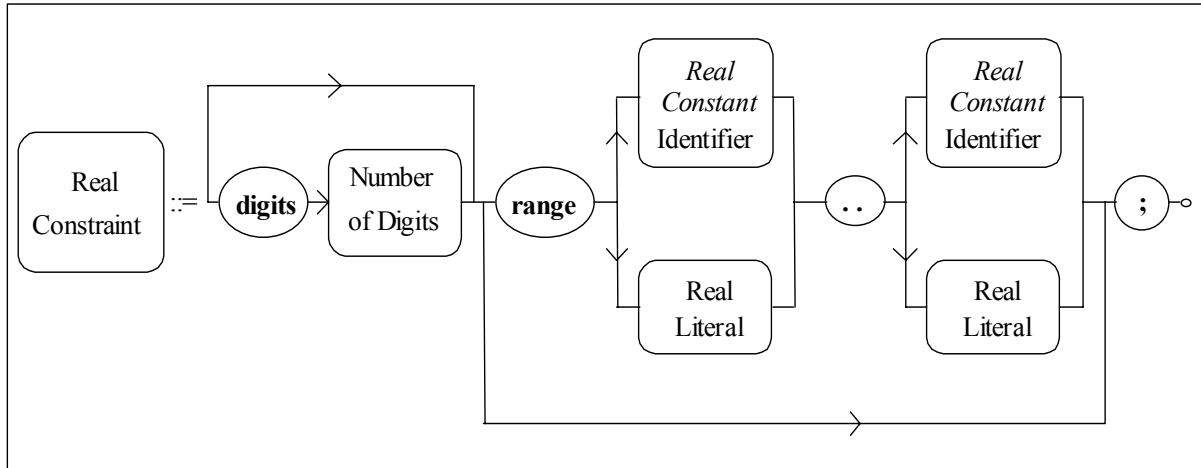 Real
Constraint
::=
digits
Number
of Digits
range
Real
Constant
Identifier
Real
Literal
..
Real
Constant
Identifier
Real
Literal
;